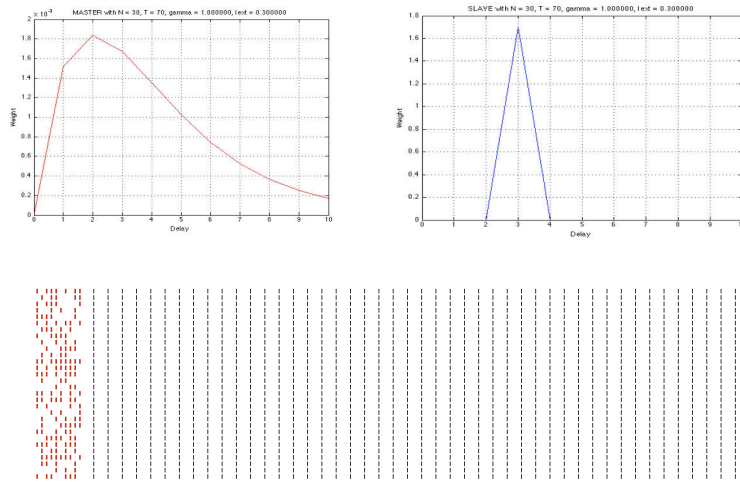 MASTER with N = 30, T = 70, gamma = 1.000000, Iext = 0.300000
2 x 10⁻³
1.8
1.6
1.4
1.2
1
0.8
0.6
0.4
0.2
0
Weight
0 1 2 3 4 5 6 7 8 9 10
Delay
SLAVE with N = 30, T = 70, gamma = 1.000000, Iext = 0.300000
1.8
1.6
1.4
1.2
1
0.8
0.6
0.4
0.2
0
Weight
0 1 2 3 4 5 6 7 8 9
Delay